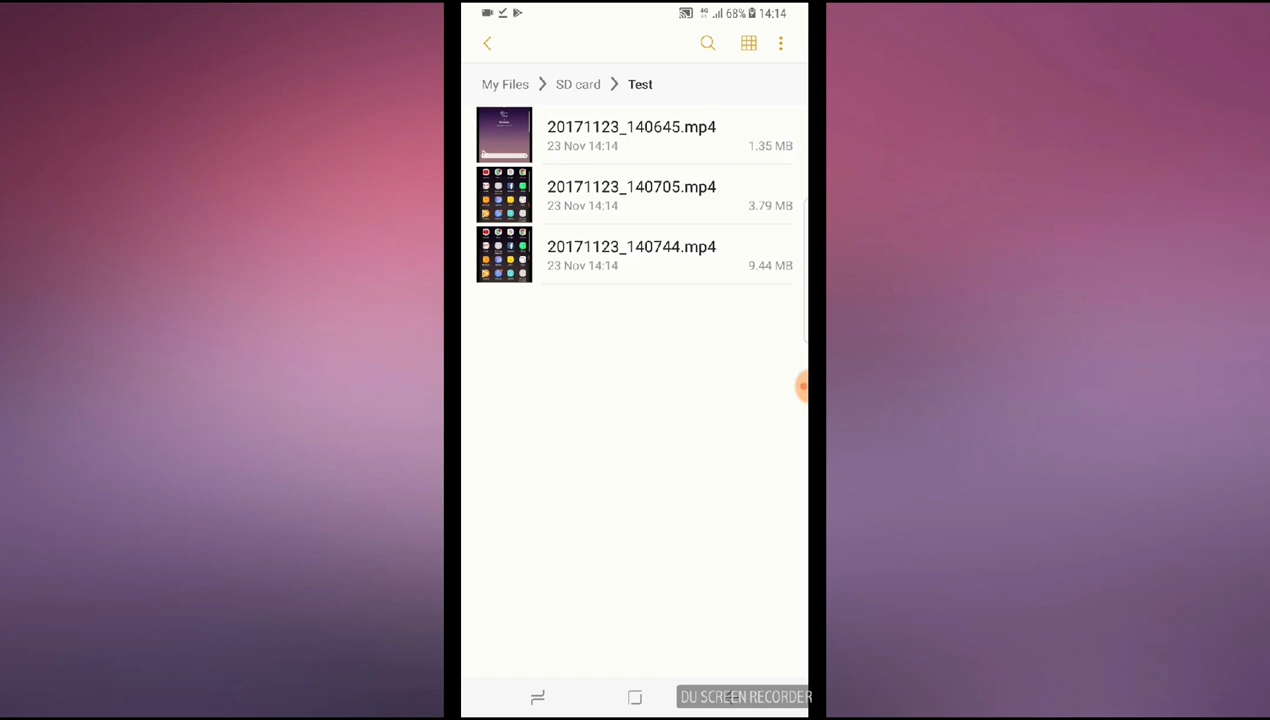 68% 14:14
My Files > SD card > Test
20171123_140645.mp4
23 Nov 14:14 1.35 MB
20171123_140705.mp4
23 Nov 14:14 3.79 MB
20171123_140744.mp4
23 Nov 14:14 9.44 MB
DU SCREEN RECORDER